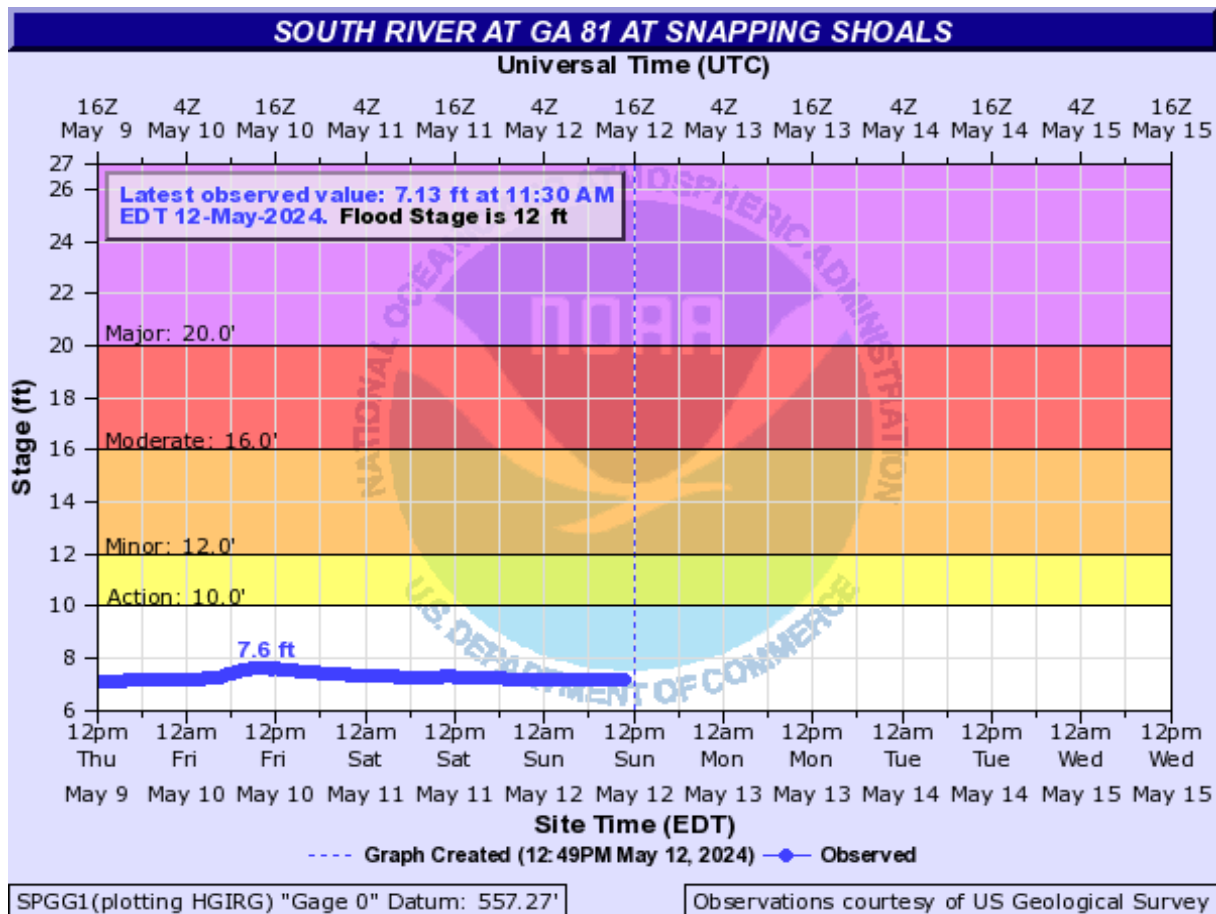 SOUTH RIVER AT GA 81 AT SNAPPING SHOALS
Universal Time (UTC)
16Z 4Z 16Z 4Z 16Z 4Z 16Z 4Z 16Z 4Z 16Z 4Z 16Z
May 9 May 10 May 10 May 11 May 11 May 12 May 12 May 13 May 13 May 14 May 14 May 15 May 15
27
26
Latest observed value: 7.13 ft at 11:30 AM
EDT 12-May-2024. Flood Stage is 12 ft
24
22
NOAA
NATIONAL OCEANIC AND ATMOSPHERIC ADMINISTRATION
Major: 20.0'
20
18
Stage (ft)
Moderate: 16.0'
16
14
Minor: 12.0'
12
Action: 10.0'
10
U.S. DEPARTMENT OF COMMERCE
7.6 ft
8
6
12pm 12am 12pm 12am 12pm 12am 12pm 12am 12pm 12am 12pm 12am 12pm
Thu Fri Fri Sat Sat Sun Sun Mon Mon Tue Tue Wed Wed
May 9 May 10 May 10 May 11 May 11 May 12 May 12 May 13 May 13 May 14 May 14 May 15 May 15
Site Time (EDT)
Graph Created (12:49PM May 12, 2024) Observed
SPGG1(plotting HGIRG) "Gage 0" Datum: 557.27'
Observations courtesy of US Geological Survey